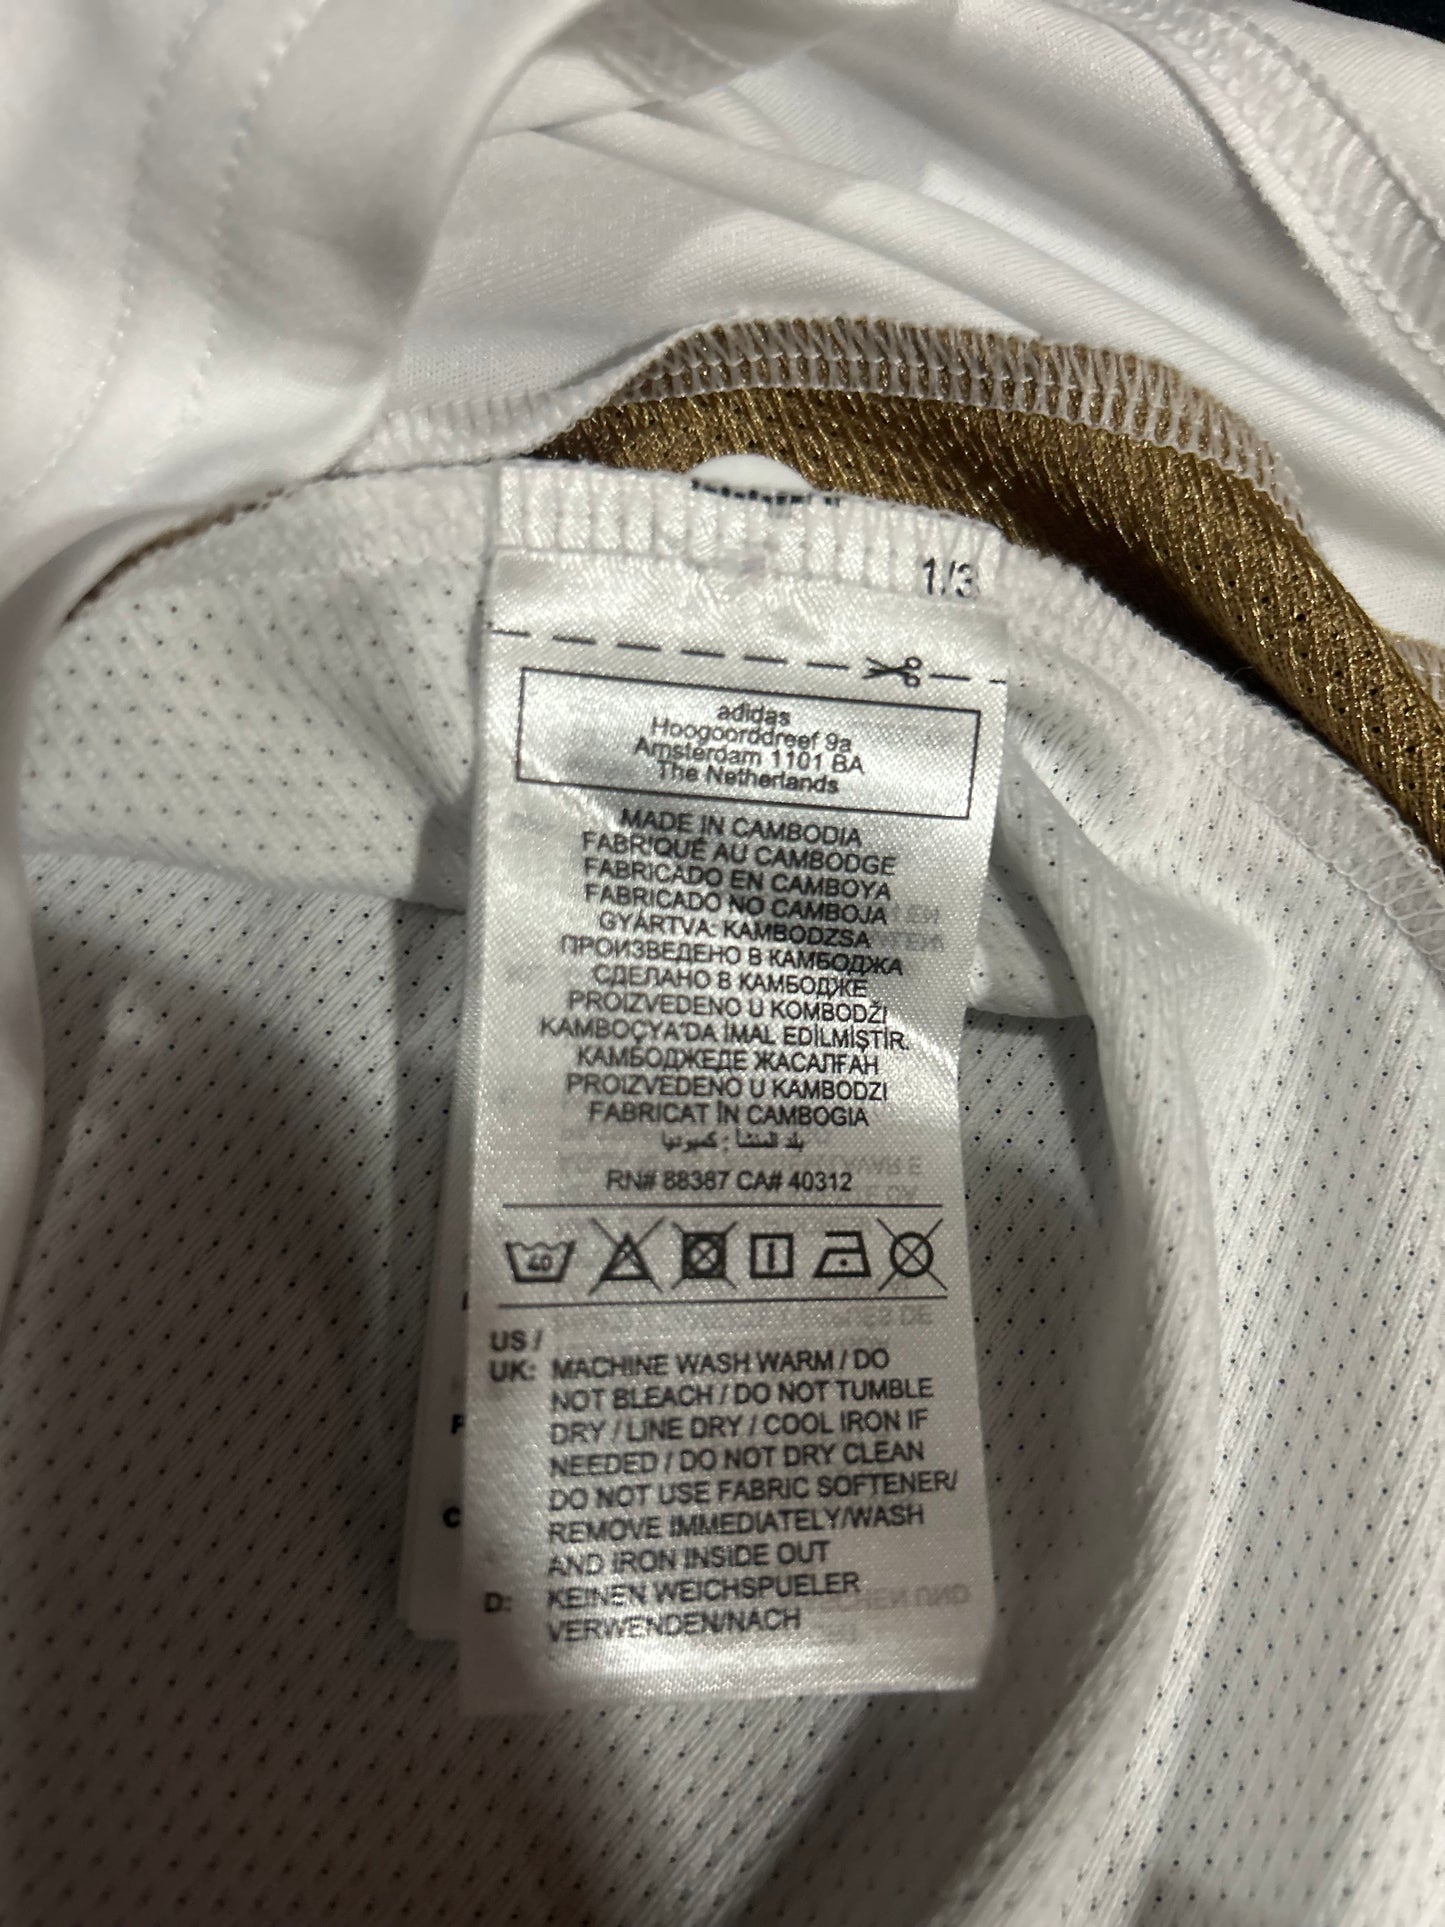 1/3
adidas
Hoogoorddreef 9a
Amsterdam 1101 BA
The Netherlands
MADE IN CAMBODIA
FABRIQUÉ AU CAMBODGE
FABRICADO EN CAMBOYA
FABRICADO NO CAMBOJA
GYÁRTVA: KAMBODZSA
ПРОИЗВЕДЕНО В КАМБОДЖА
СДЕЛАНО В КАМБОДЖЕ
PROIZVEDENO U KOMBODŽI
KAMBOÇYA'DA İMAL EDİLMİŞTİR.
КАМБОДЖЕДЕ ЖАСАЛҒАН
PROIZVEDENO U KAMBODZI
FABRICAT ÎN CAMBOGIA
بلد المنشأ : كمبوديا
RN# 88387 CA# 40312
40
US /
UK: MACHINE WASH WARM / DO
NOT BLEACH / DO NOT TUMBLE
DRY / LINE DRY / COOL IRON IF
NEEDED / DO NOT DRY CLEAN
DO NOT USE FABRIC SOFTENER/
REMOVE IMMEDIATELY/WASH
AND IRON INSIDE OUT
D: KEINEN WEICHSPUELER
VERWENDEN/NACH